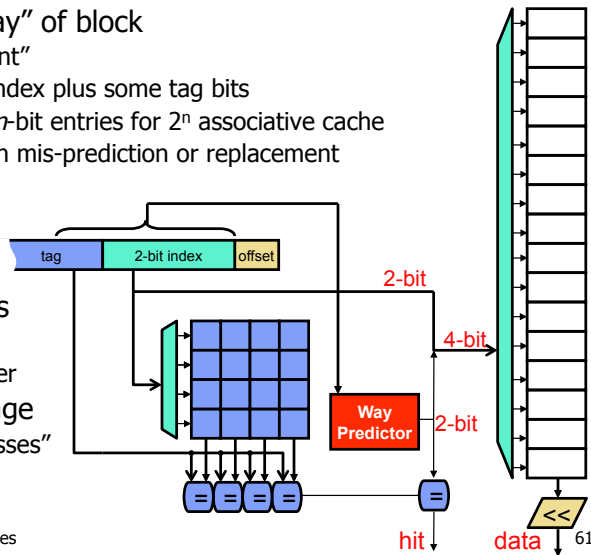 ay” of block
nt”
ndex plus some tag bits
n-bit entries for 2n associative cache
n mis-prediction or replacement
tag 2-bit index offset
2-bit
s
4-bit
er
ge
Way
Predictor
2-bit
sses”
= = = = =
<<
es
hit data 61